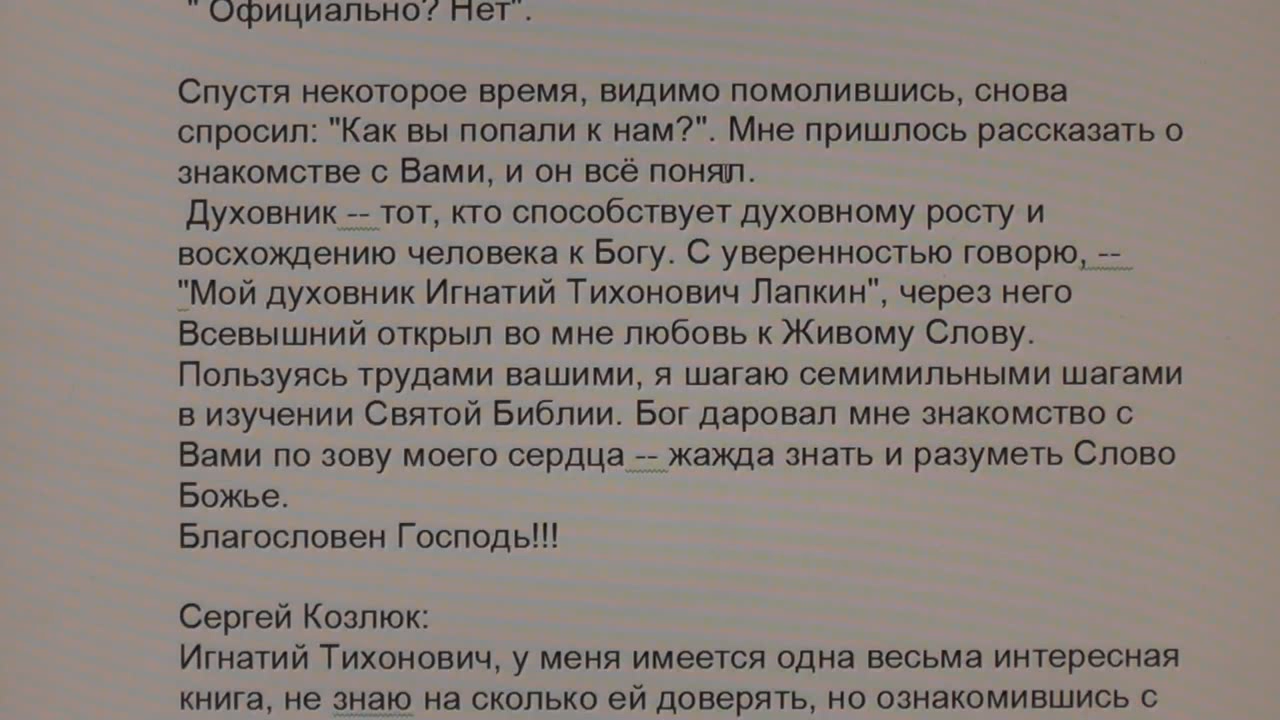 " Официально? Нет".
Спустя некоторое время, видимо помолившись, снова
спросил: "Как вы попали к нам?". Мне пришлось рассказать о
знакомстве с Вами, и он всё понял.
Духовник -- тот, кто способствует духовному росту и
восхождению человека к Богу. С уверенностью говорю, --
"Мой духовник Игнатий Тихонович Лапкин", через него
Всевышний открыл во мне любовь к Живому Слову.
Пользуясь трудами вашими, я шагаю семимильными шагами
в изучении Святой Библии. Бог даровал мне знакомство с
Вами по зову моего сердца -- жажда знать и разуметь Слово
Божье.
Благословен Господь!!!
Сергей Козлюк:
Игнатий Тихонович, у меня имеется одна весьма интересная
книга, не знаю на сколько ей доверять, но ознакомившись с